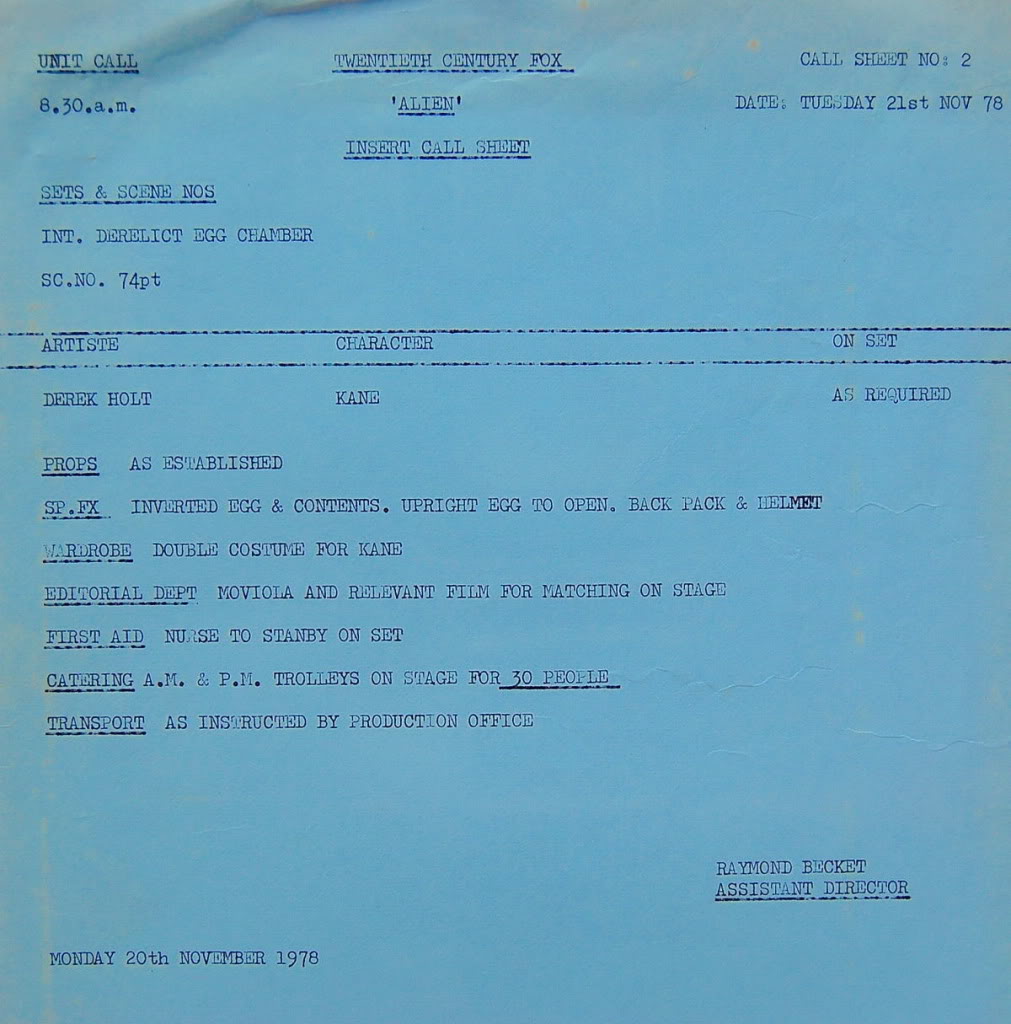 UNIT CALL TWENTIETH CENTURY FOX CALL SHEET NO: 2
8.30.a.m. 'ALIEN' DATE: TUESDAY 21st NOV 78
INSERT CALL SHEET
SETS & SCENE NOS
INT. DERELICT EGG CHAMBER
SC.NO. 74pt
ARTISTE CHARACTER ON SET
DEREK HOLT KANE AS REQUIRED
PROPS AS ESTABLISHED
SP.FX INVERTED EGG & CONTENTS. UPRIGHT EGG TO OPEN. BACK PACK & HELMET
WARDROBE DOUBLE COSTUME FOR KANE
EDITORIAL DEPT MOVIOLA AND RELEVANT FILM FOR MATCHING ON STAGE
FIRST AID NURSE TO STANBY ON SET
CATERING A.M. & P.M. TROLLEYS ON STAGE FOR 30 PEOPLE
TRANSPORT AS INSTRUCTED BY PRODUCTION OFFICE
RAYMOND BECKET
ASSISTANT DIRECTOR
MONDAY 20th NOVEMBER 1978